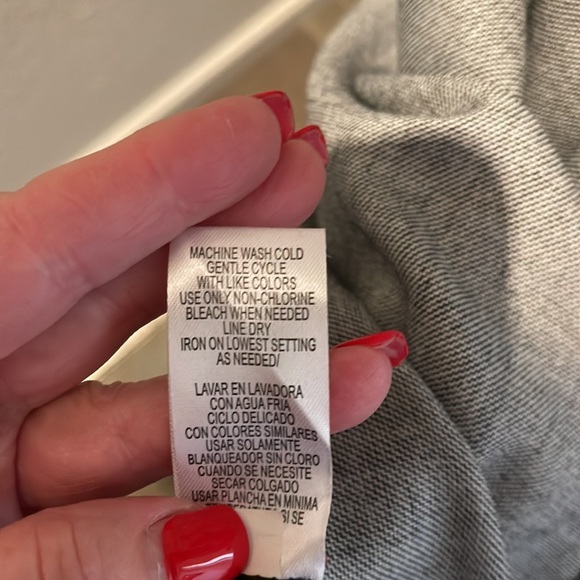 MACHINE WASH COLD
GENTLE CYCLE
WITH LIKE COLORS
USE ONLY NON-CHLORINE
BLEACH WHEN NEEDED
LINE DRY
IRON ON LOWEST SETTING
AS NEEDED/
LAVAR EN LAVADORA
CON AGUA FRIA
CICLO DELICADO
CON COLORES SIMILARES
USAR SOLAMENTE
BLANQUEADOR SIN CLORO
CUANDO SE NECESITE
SECAR COLGADO
USAR PLANCHA EN MINIMA
SI SE